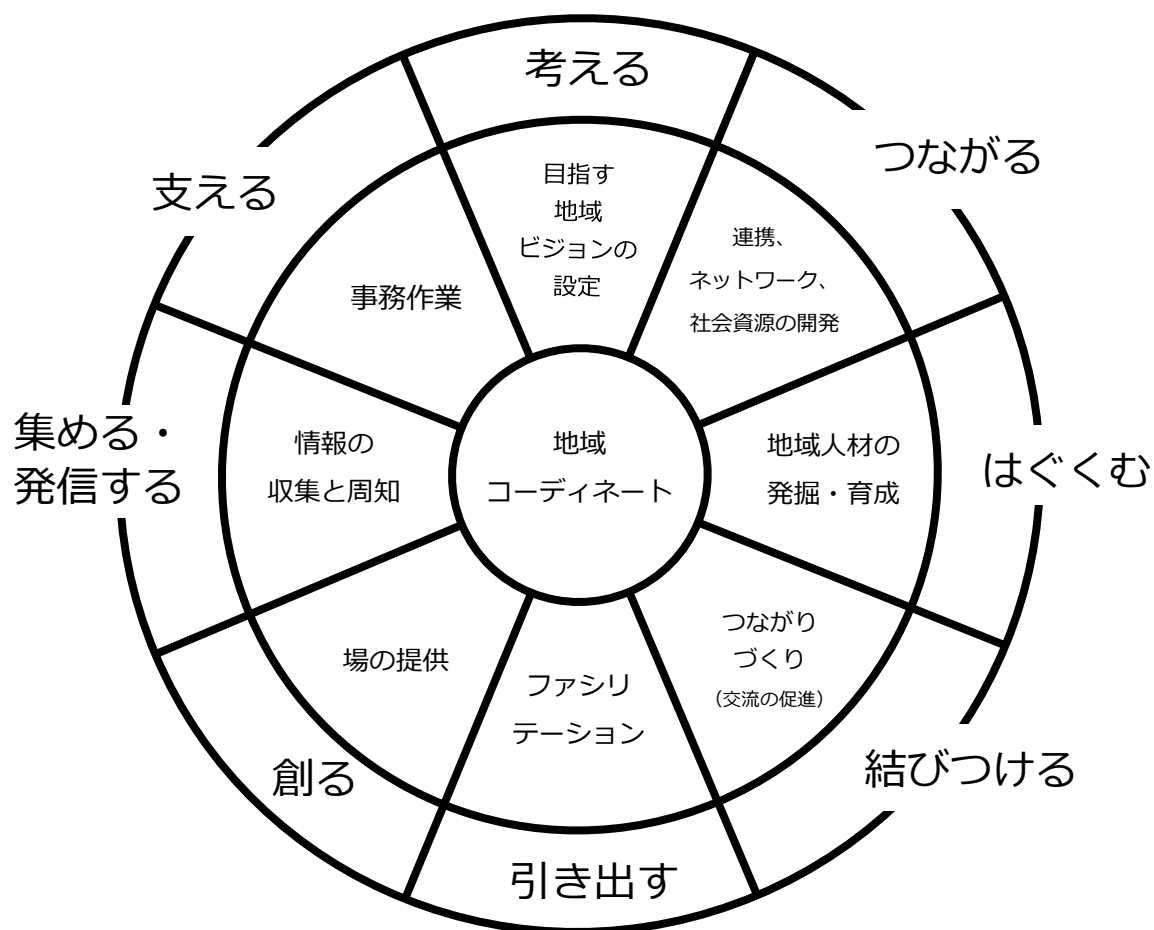 考える
つながる
はぐくむ
結びつける
引き出す
創る
集める・
発信する
支える
目指す
地域
ビジョンの
設定
連携、
ネットワーク、
社会資源の開発
地域人材の
発掘・育成
つながり
づくり
(交流の促進)
ファシリ
テーション
場の提供
情報の
収集と周知
事務作業
地域
コーディネート